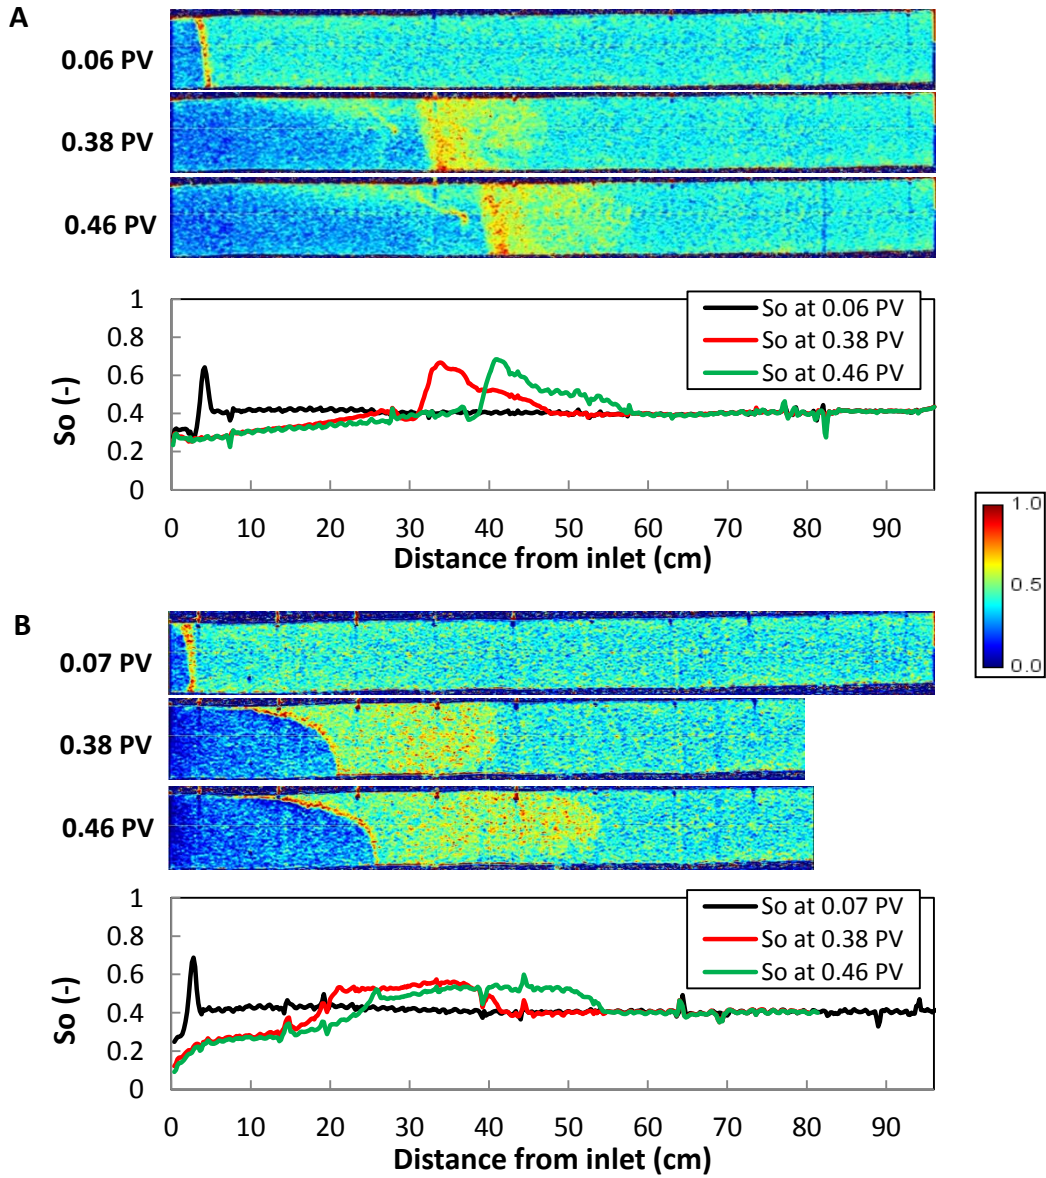 A
0.06 PV
0.38 PV
0.46 PV
1
0.8
0.6
0.4
0.2
0
So (-)
So at 0.06 PV
So at 0.38 PV
So at 0.46 PV
0 10 20 30 40 50 60 70 80 90
Distance from inlet (cm)
1.0
0.5
0.0
B
0.07 PV
0.38 PV
0.46 PV
1
0.8
0.6
0.4
0.2
0
So (-)
So at 0.07 PV
So at 0.38 PV
So at 0.46 PV
0 10 20 30 40 50 60 70 80 90
Distance from inlet (cm)